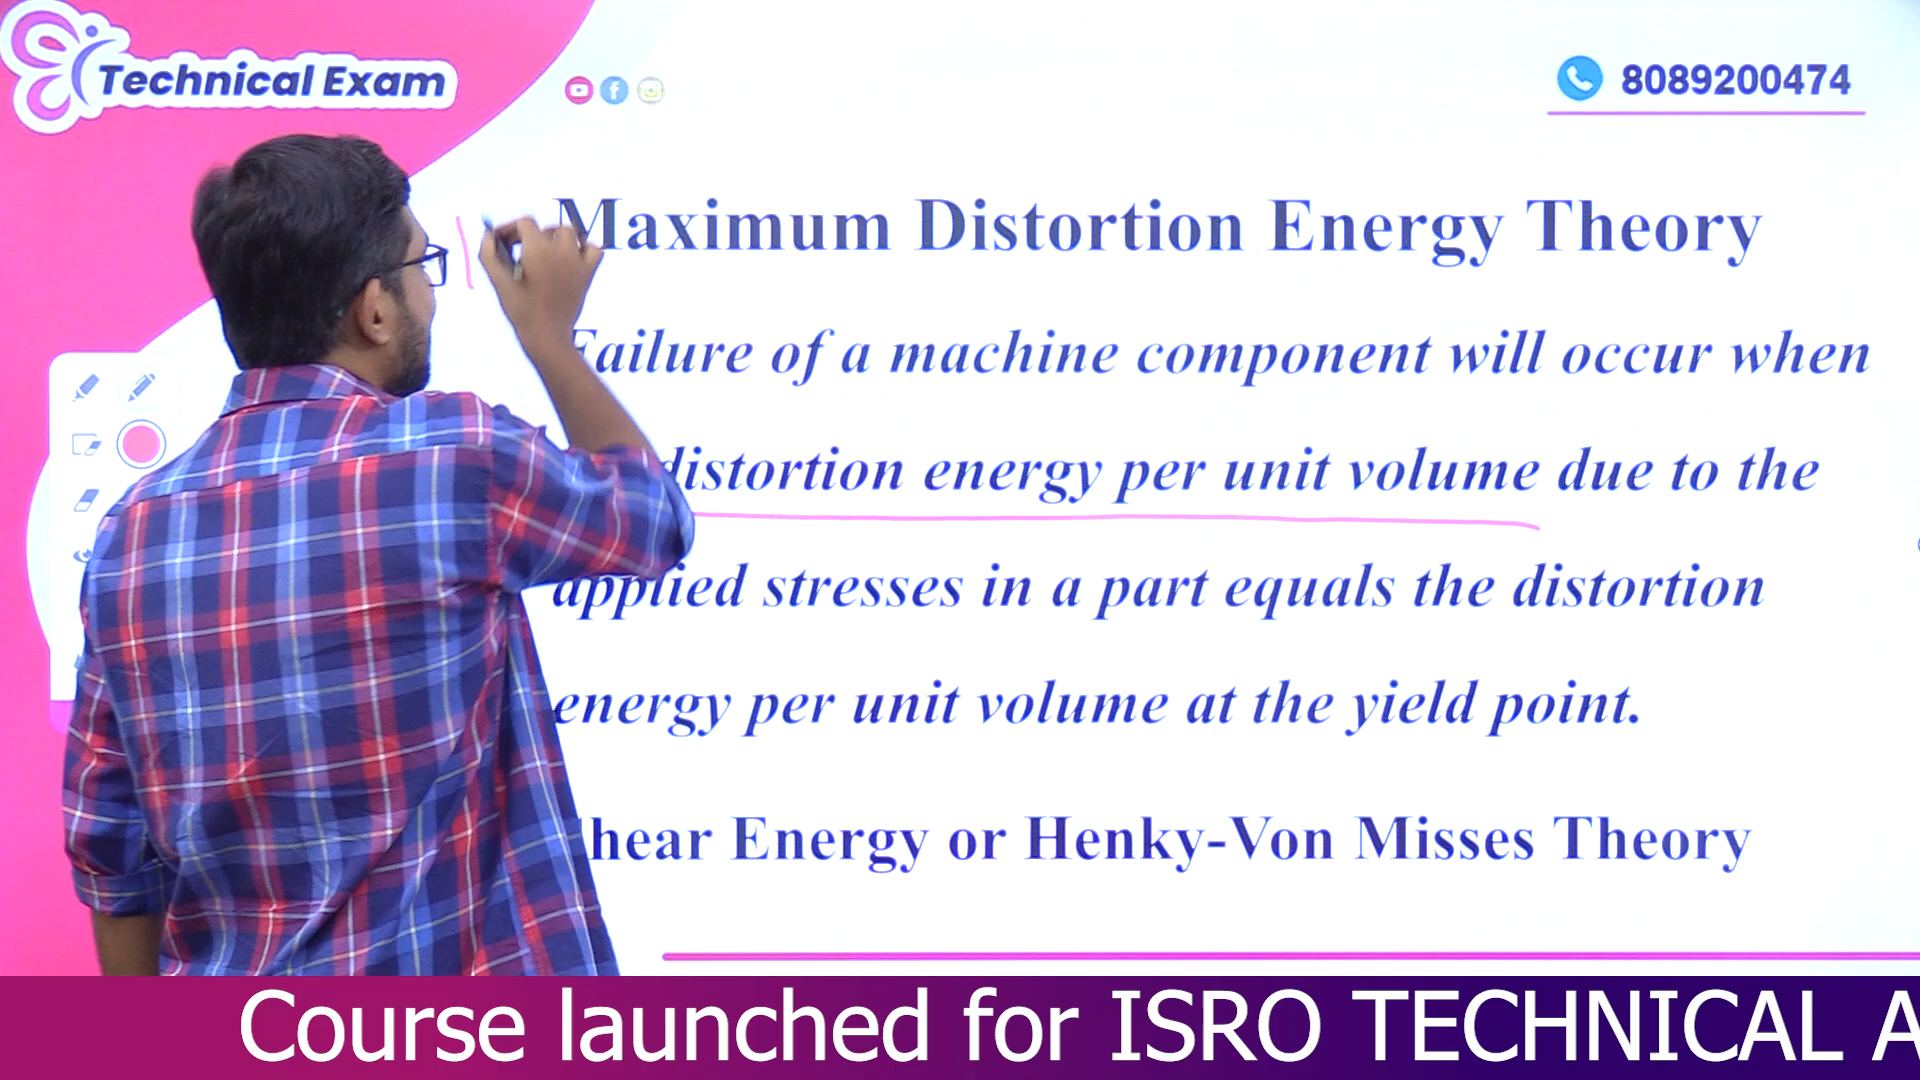 Technical Exam
8089200474
Maximum Distortion Energy Theory
Failure of a machine component will occur when
distortion energy per unit volume due to the
applied stresses in a part equals the distortion
energy per unit volume at the yield point.
Energy or Henky-Von Misses Theory
Course launched for ISRO TECHNICAL A